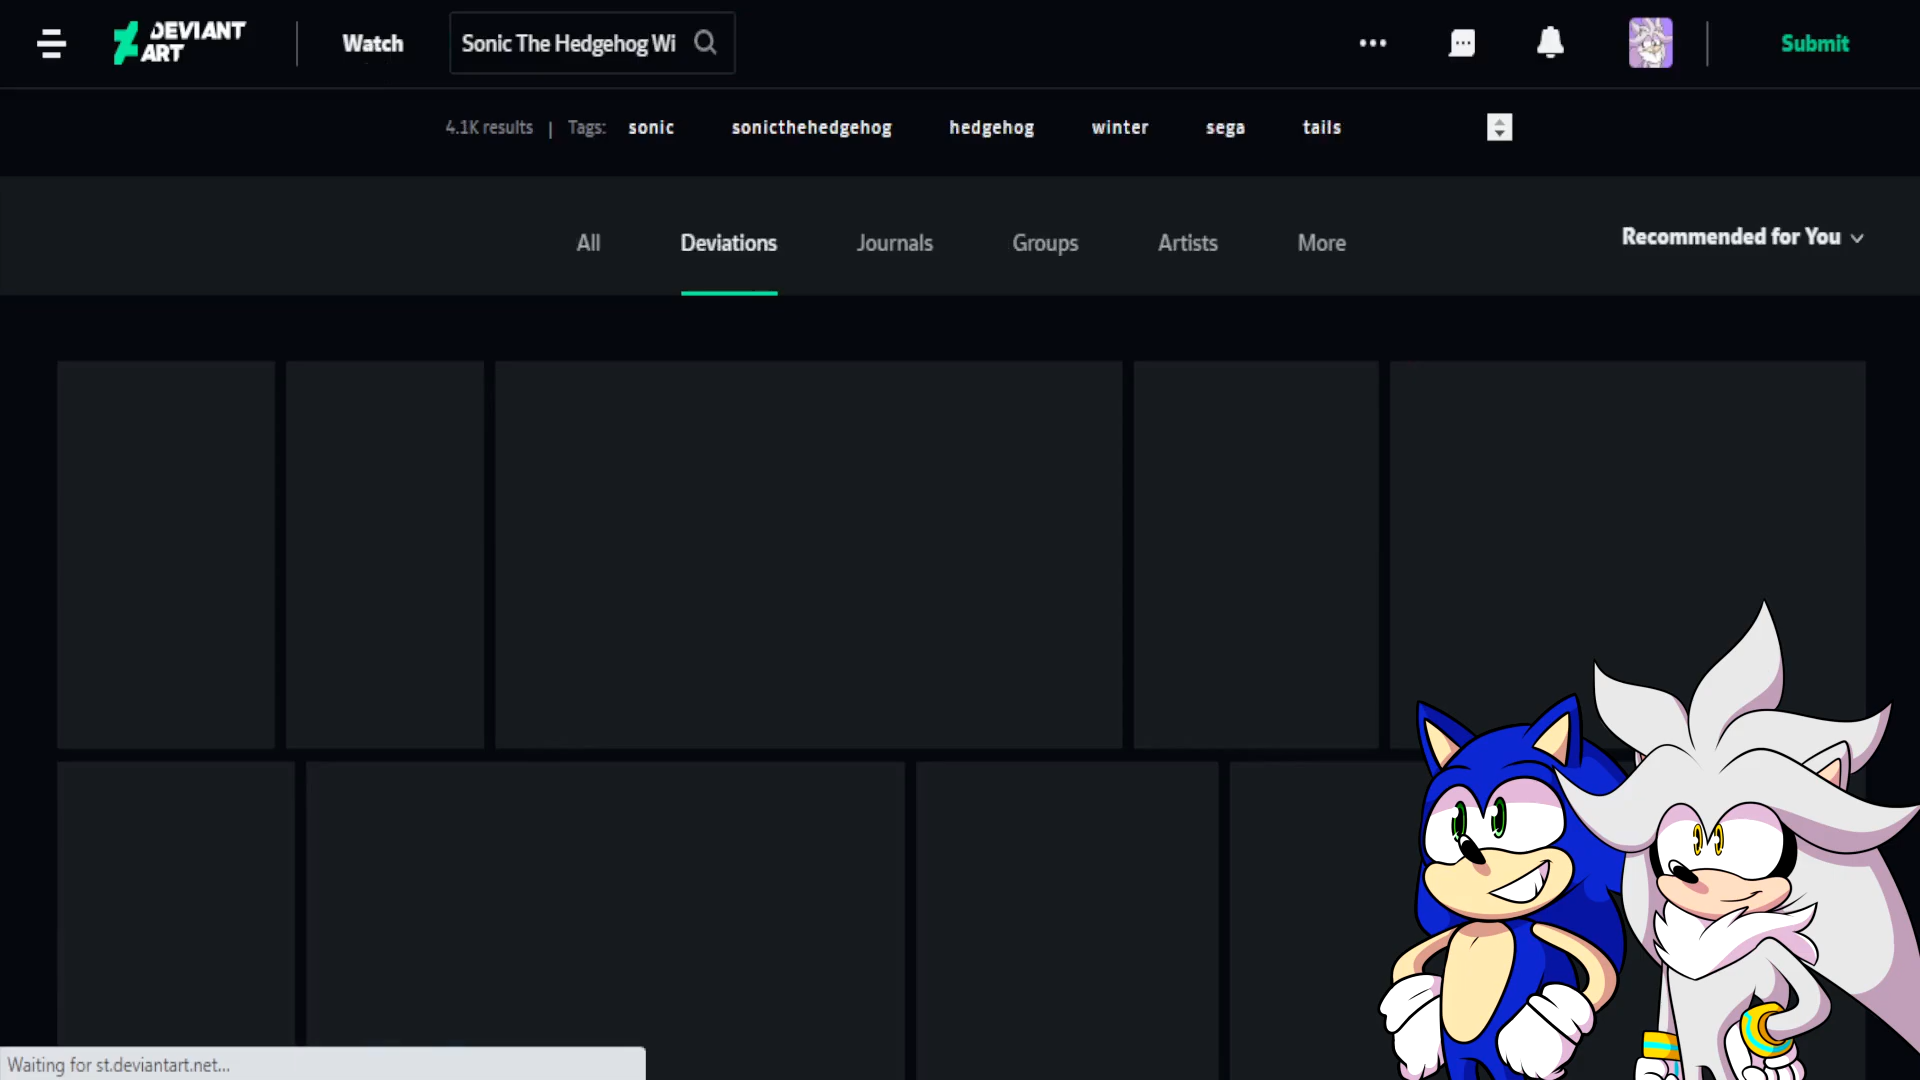 DEVIANT
ART
Watch
Sonic The Hedgehog Wi
Submit
4.1K results | Tags: sonic sonicthehedgehog hedgehog winter sega tails
All Deviations Journals Groups Artists More
Recommended for You
Waiting for st.deviantart.net...